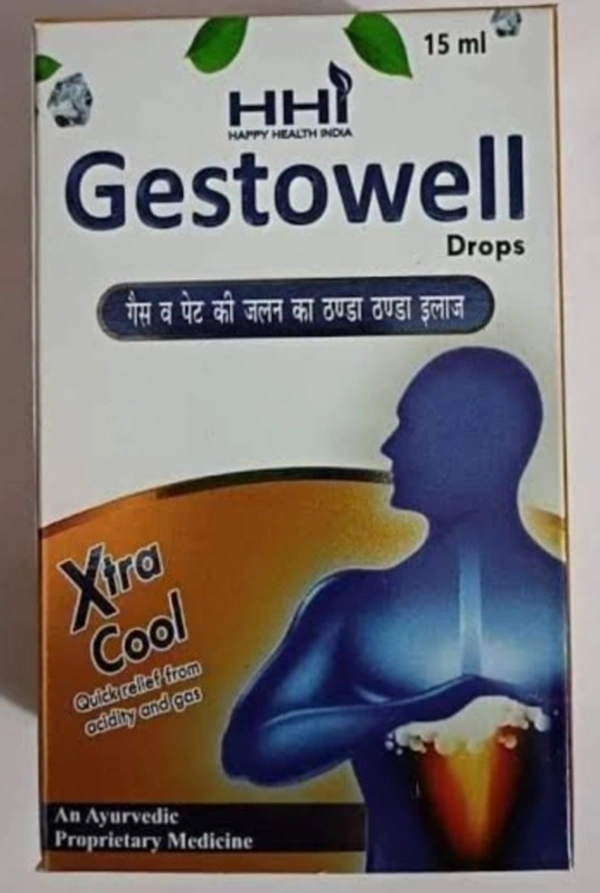 15 ml
HHI
HAPPY HEALTH INDIA
Gestowell
Drops
गैस व पेट की जलन का ठण्डा ठण्डा इलाज
Xtra
Cool
Quick relief from
acidity and gas
An Ayurvedic
Proprietary Medicine